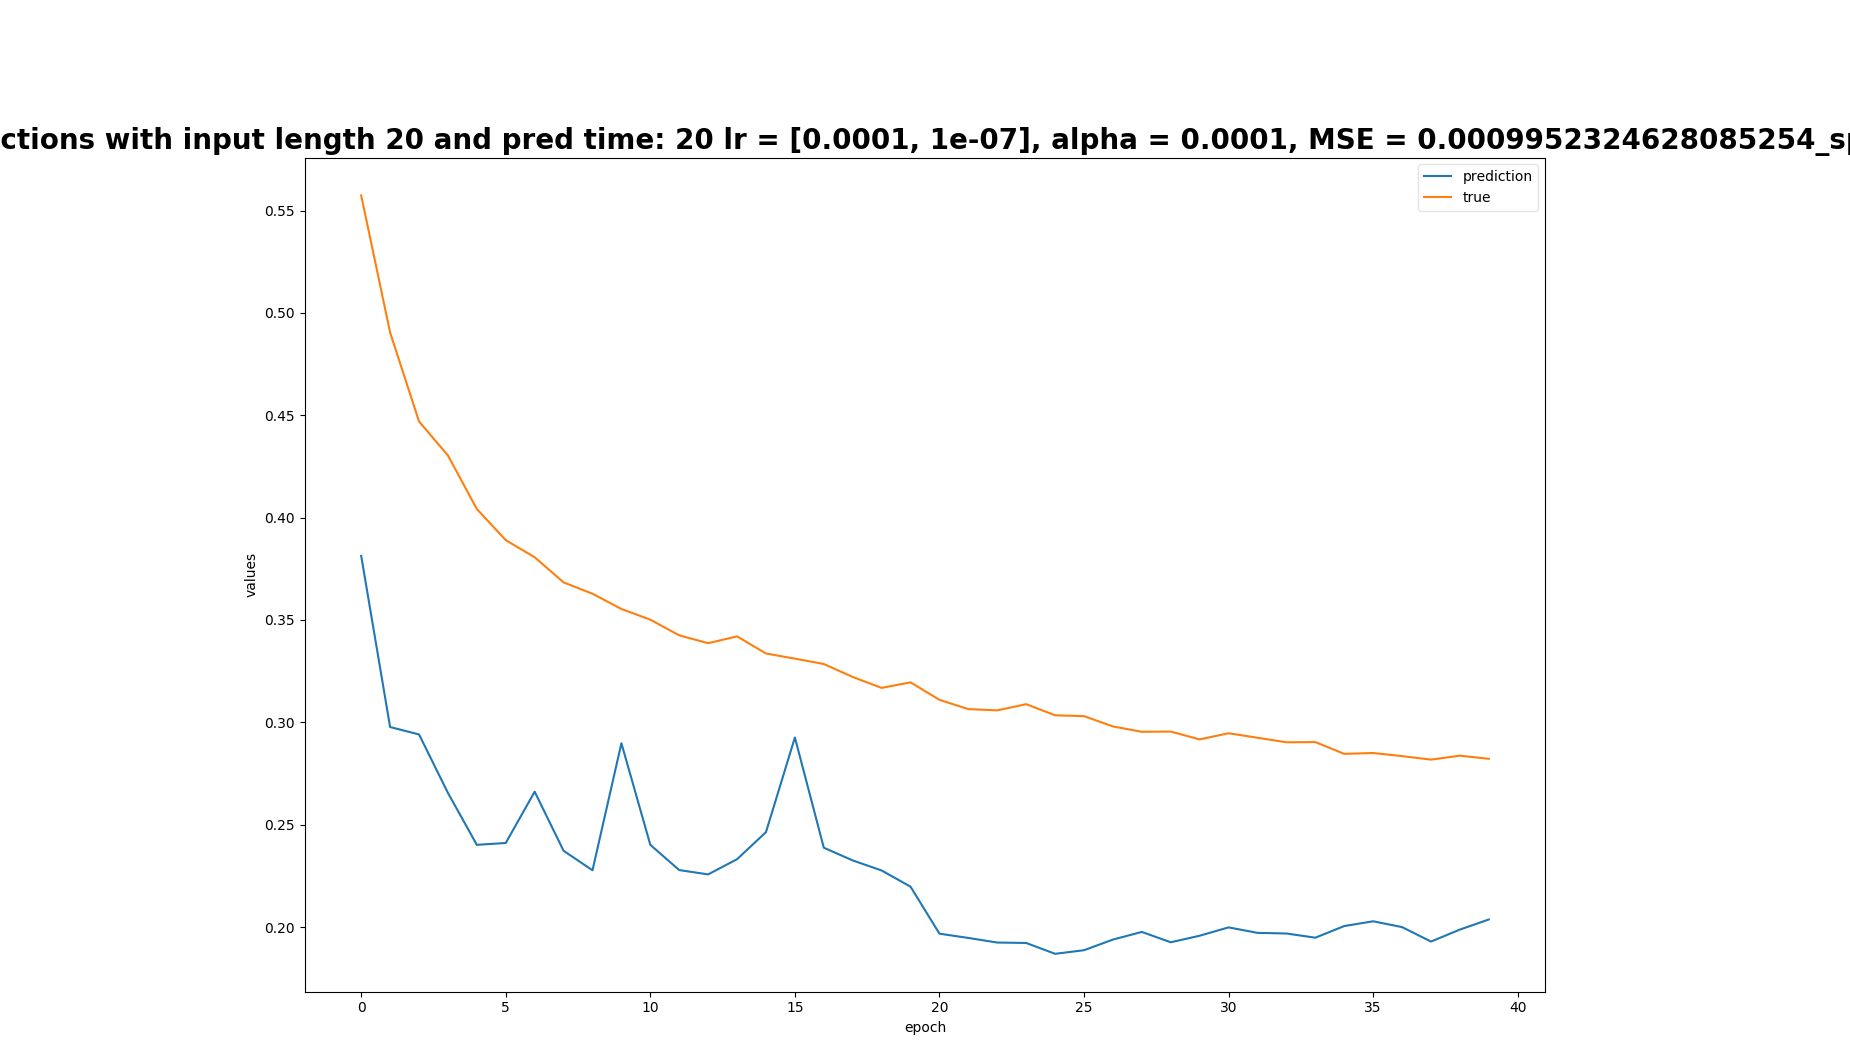 ctions with input length 20 and pred time: 20 lr = [0.0001, 1e-07], alpha = 0.0001, MSE = 0.0009952324628085254_sp
prediction
true
0.55
0.50
0.45
0.40
0.35
0.30
0.25
0.20
values
0 5 10 15 20 25 30 35 40
epoch